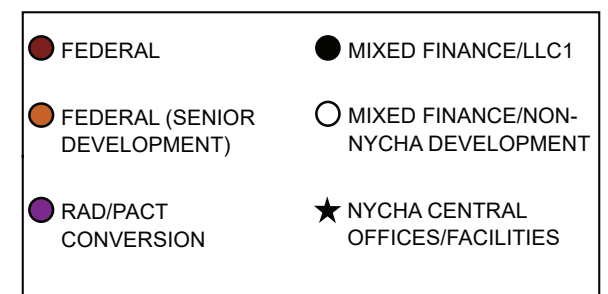 FEDERAL
FEDERAL (SENIOR
DEVELOPMENT)
RAD/PACT
CONVERSION
MIXED FINANCE/LLC1
MIXED FINANCE/NON-
NYCHA DEVELOPMENT
NYCHA CENTRAL
OFFICES/FACILITIES